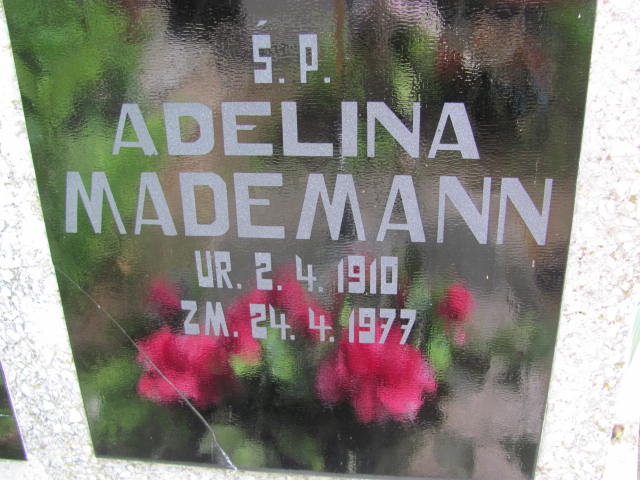 Ś. P.
ADELINA
MADEMANN
UR. 2. 4. 1910
ZM. 24. 4. 1977